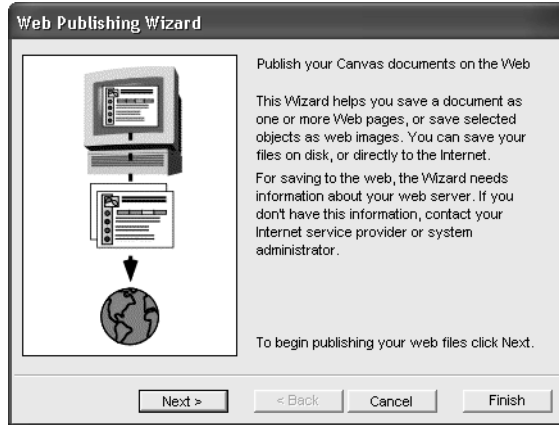 Web Publishing Wizard
Publish your Canvas documents on the Web
This Wizard helps you save a document as
one or more Web pages, or save selected
objects as web images. You can save your
files on disk, or directly to the Internet.
For saving to the web, the Wizard needs
information about your web server. If you
don't have this information, contact your
Internet service provider or system
administrator.
To begin publishing your web files click Next.
Next > < Back Cancel Finish